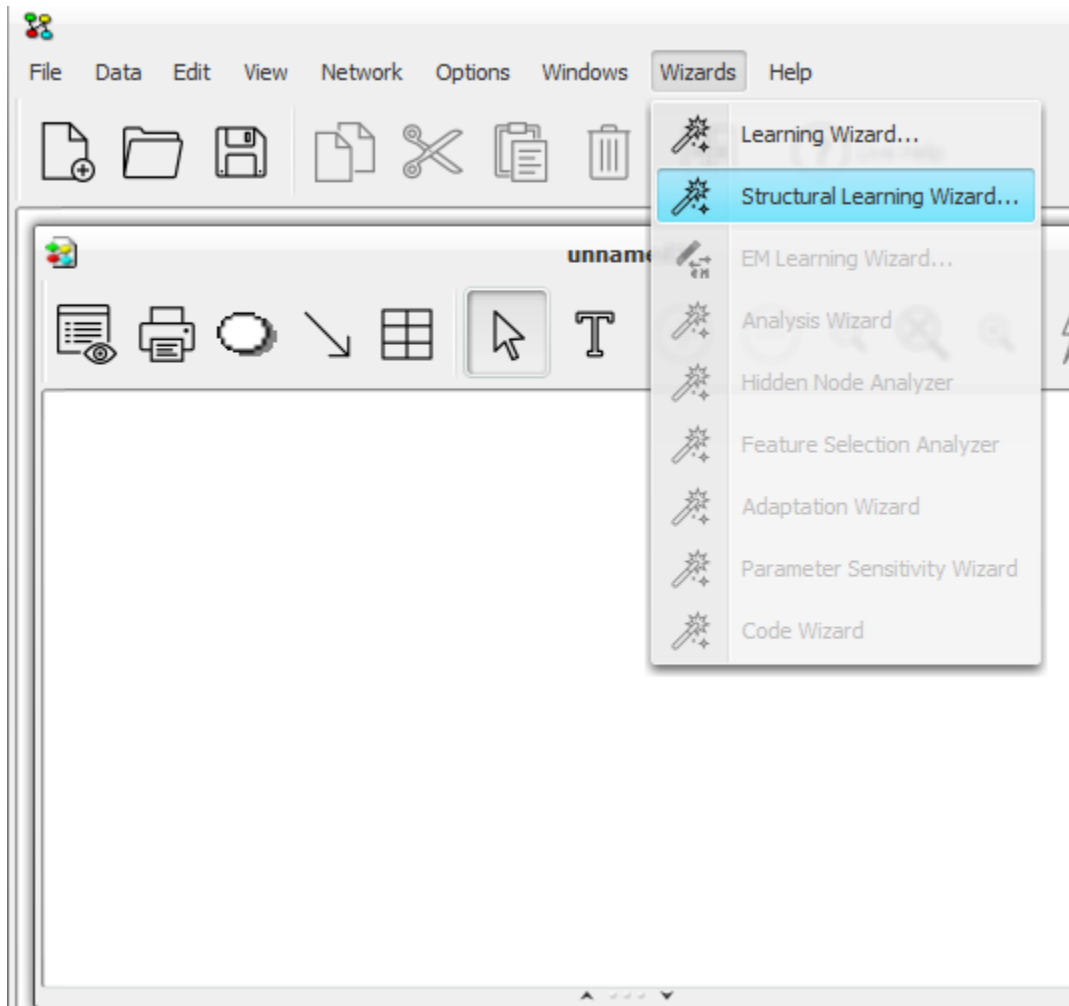 File Data Edit View Network Options Windows Wizards Help
Learning Wizard...
Structural Learning Wizard...
unname
EM Learning Wizard...
Analysis Wizard
Hidden Node Analyzer
Feature Selection Analyzer
Adaptation Wizard
Parameter Sensitivity Wizard
Code Wizard